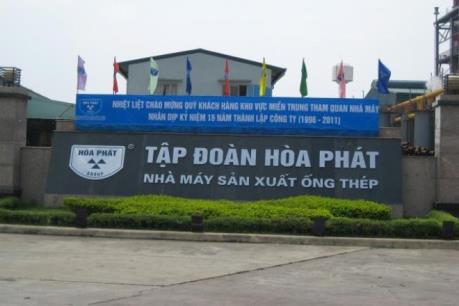 NHIỆT LIỆT CHÀO MỪNG QUÝ KHÁCH HÀNG KHU VỰC MIỀN TRUNG THAM QUAN NHÀ MÁY
NHÂN DỊP KỶ NIỆM 15 NĂM THÀNH LẬP CÔNG TY (1996 - 2011)
HÒA PHÁT
GROUP
®
TẬP ĐOÀN HÒA PHÁT
NHÀ MÁY SẢN XUẤT ỐNG THÉP